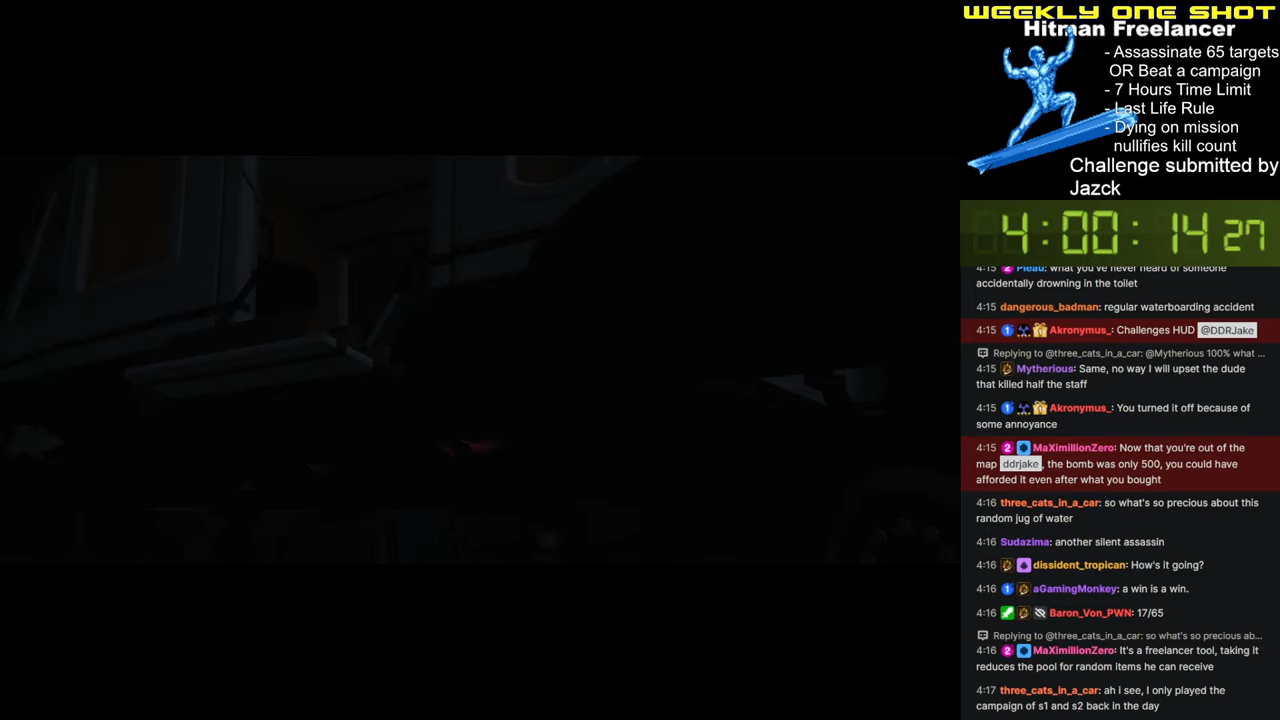 WEEKLY ONE SHOT
Hitman Freelancer
- Assassinate 65 targets
OR Beat a campaign
- 7 Hours Time Limit
- Last Life Rule
- Dying on mission
nullifies kill count
Challenge submitted by
Jazck
4:00:14 27
4:15 Pleau: what you've never heard of someone
accidentally drowning in the toilet
4:15 dangerous_badman: regular waterboarding accident
4:15 Akronymus_: Challenges HUD @DDRJake
Replying to @three_cats_in_a_car: @Mytherious 100% what ...
4:15 Mytherious: Same, no way I will upset the dude
that killed half the staff
4:15 Akronymus_: You turned it off because of
some annoyance
4:15 MaXimillionZero: Now that you're out of the
map ddrjake, the bomb was only 500, you could have
afforded it even after what you bought
4:16 three_cats_in_a_car: so what's so precious about this
random jug of water
4:16 Sudazima: another silent assassin
4:16 dissident_tropican: How's it going?
4:16 aGamingMonkey: a win is a win.
4:16 Baron_Von_PWN: 17/65
Replying to @three_cats_in_a_car: so what's so precious ab...
4:16 MaXimillionZero: It's a freelancer tool, taking it
reduces the pool for random items he can receive
4:17 three_cats_in_a_car: ah i see, I only played the
campaign of s1 and s2 back in the day